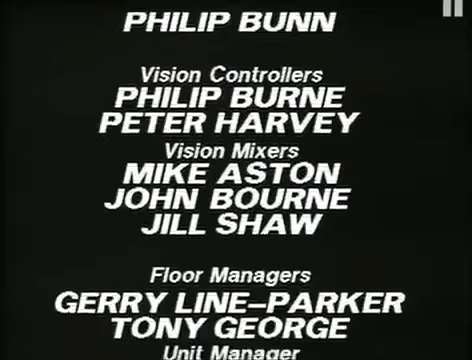 PHILIP BUNN
Vision Controllers
PHILIP BURNE
PETER HARVEY
Vision Mixers
MIKE ASTON
JOHN BOURNE
JILL SHAW
Floor Managers
GERRY LINE-PARKER
TONY GEORGE
Unit Manager